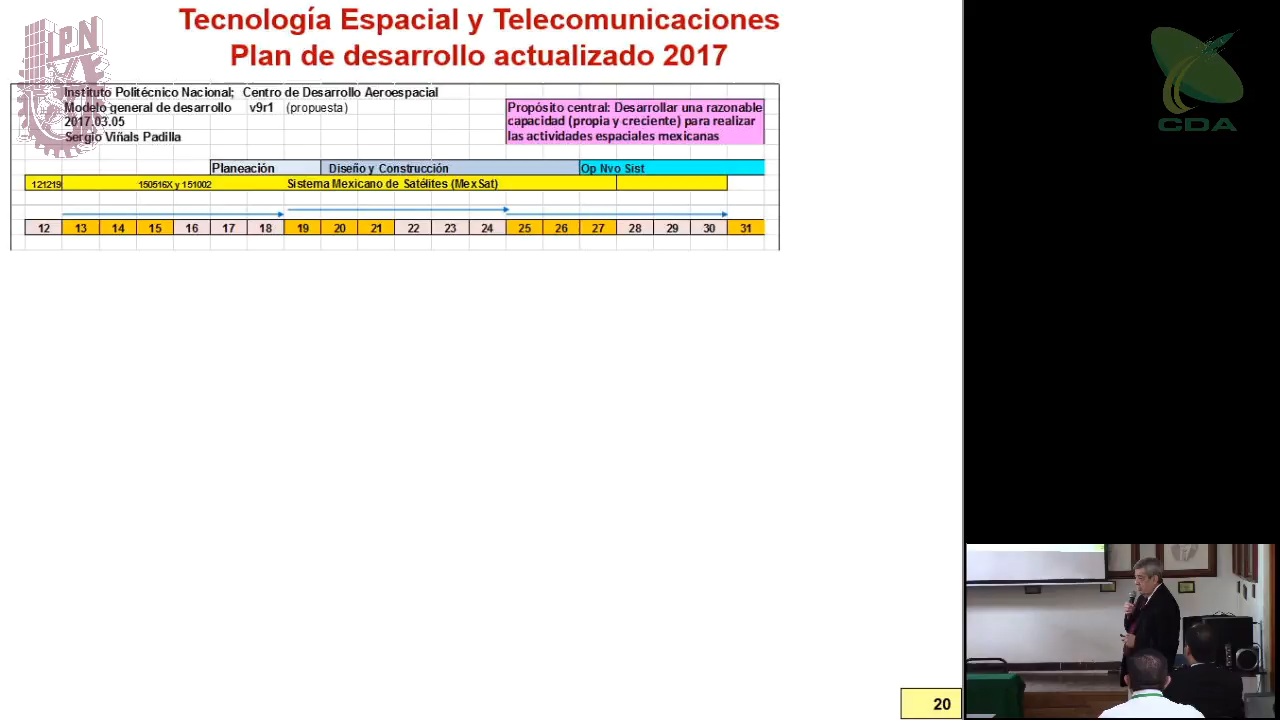 Tecnología Espacial y Telecomunicaciones
Plan de desarrollo actualizado 2017
IPN
CDA
Instituto Politécnico Nacional; Centro de Desarrollo Aeroespacial
Modelo general de desarrollo v9r1 (propuesta)
2017.03.05
Sergio Viñals Padilla
Propósito central: Desarrollar una razonable
capacidad (propia y creciente) para realizar
las actividades espaciales mexicanas
Planeación Diseño y Construcción Op Nvo Sist
121219 150516X y 151002 Sistema Mexicano de Satélites (MexSat)
12 13 14 15 16 17 18 19 20 21 22 23 24 25 26 27 28 29 30 31
20